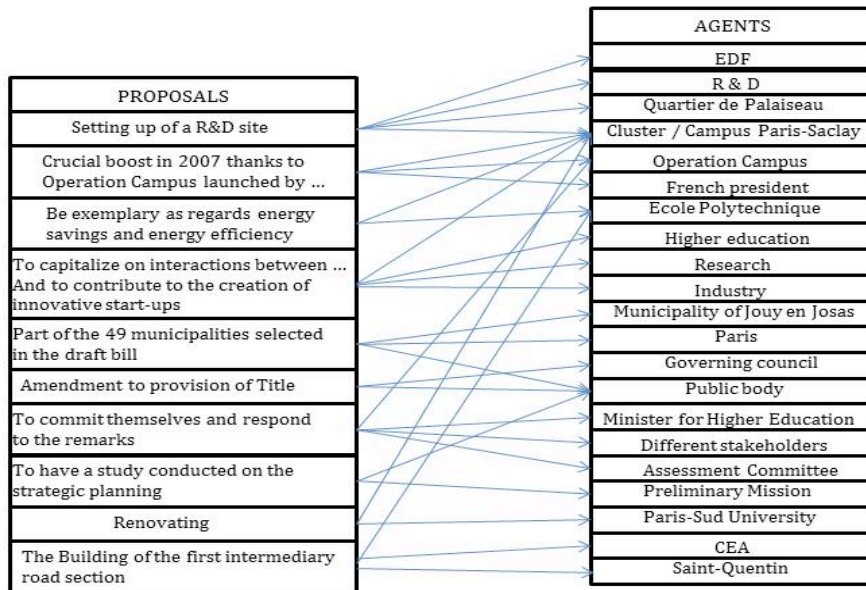 PROPOSALS
Setting up of a R&D site
Crucial boost in 2007 thanks to
Operation Campus launched by ...
Be exemplary as regards energy
savings and energy efficiency
To capitalize on interactions between ...
And to contribute to the creation of
innovative start-ups
Part of the 49 municipalities selected
in the draft bill
Amendment to provision of Title
To commit themselves and respond
to the remarks
To have a study conducted on the
strategic planning
Renovating
The Building of the first intermediary
road section
AGENTS
EDF
R & D
Quartier de Palaiseau
Cluster / Campus Paris-Saclay
Operation Campus
French president
Ecole Polytechnique
Higher education
Research
Industry
Municipality of Jouy en Josas
Paris
Governing council
Public body
Minister for Higher Education
Different stakeholders
Assessment Committee
Preliminary Mission
Paris-Sud University
CEA
Saint-Quentin